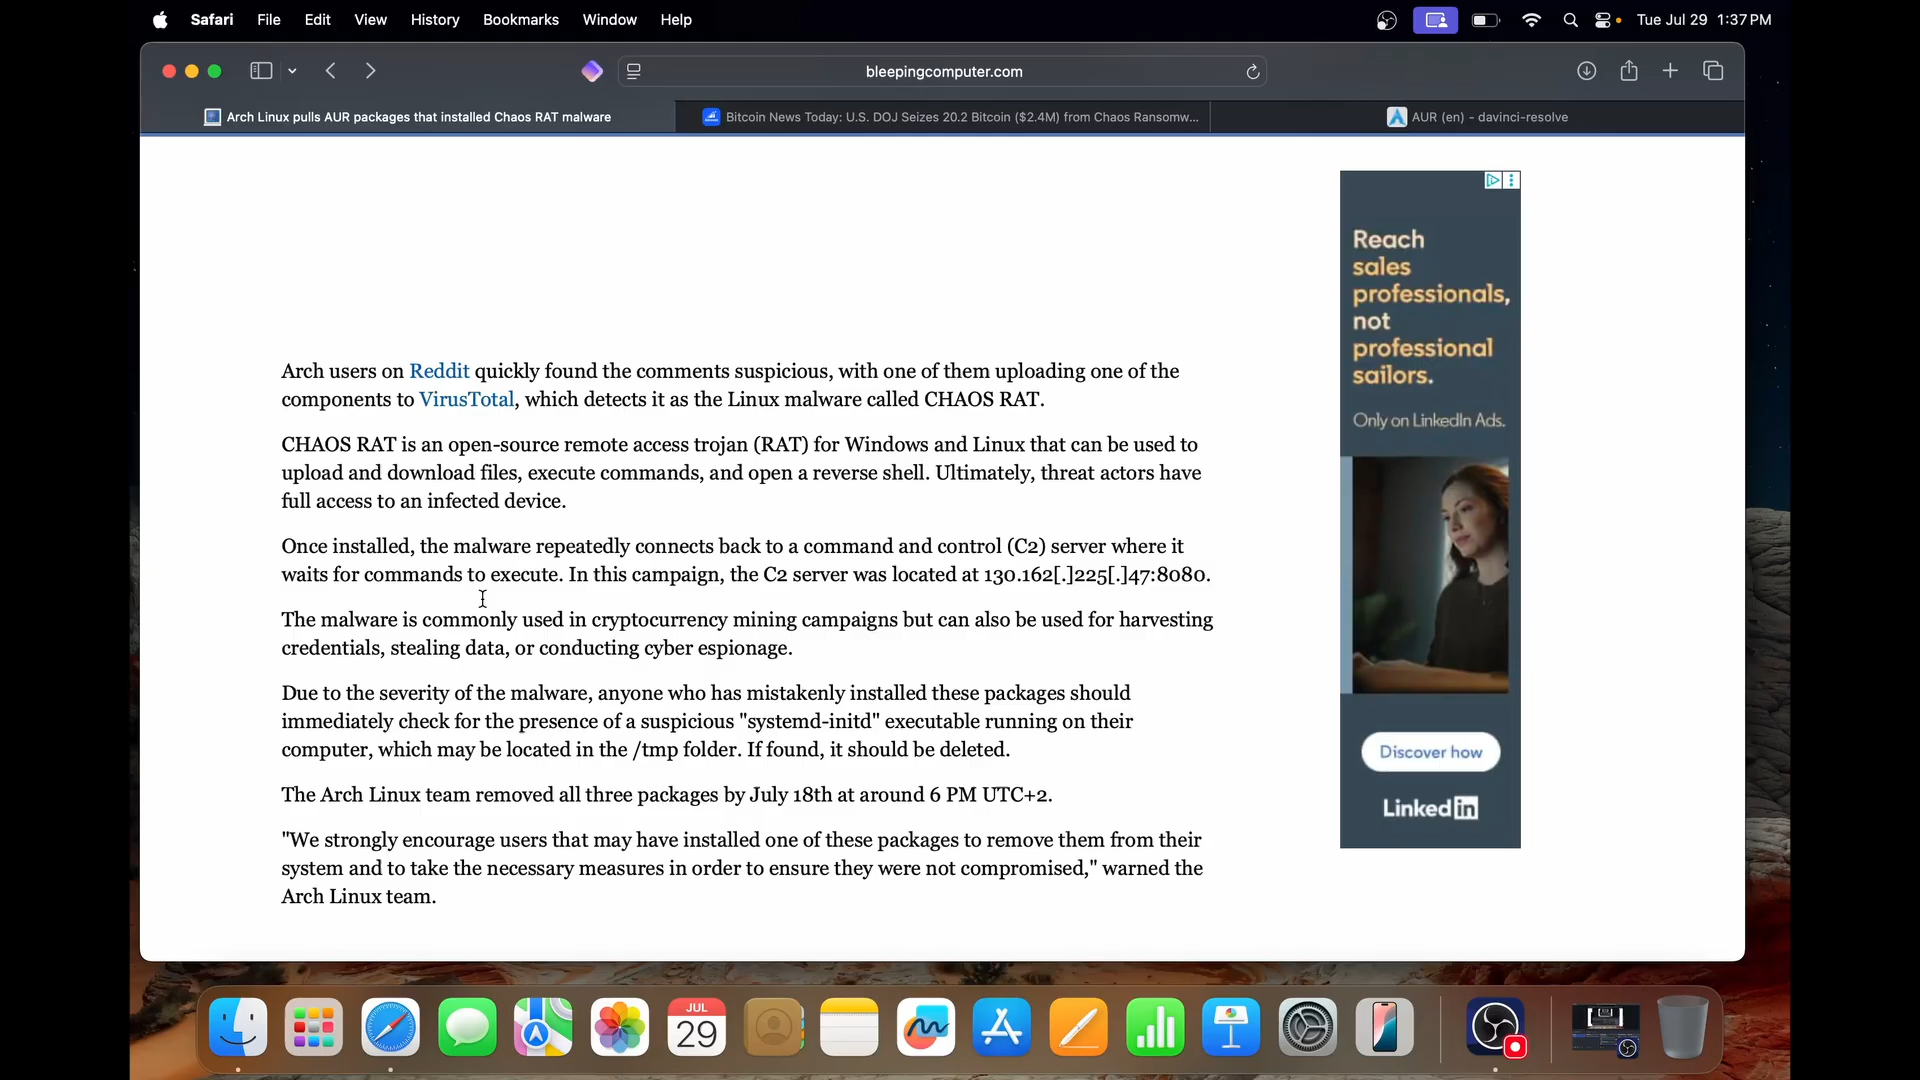 Safari File Edit View History Bookmarks Window Help
Tue Jul 29 1:37 PM
bleepingcomputer.com
Arch Linux pulls AUR packages that installed Chaos RAT malware
Bitcoin News Today: U.S. DOJ Seizes 20.2 Bitcoin ($2.4M) from Chaos Ransomw...
AUR (en) - davinci-resolve
Arch users on Reddit quickly found the comments suspicious, with one of them uploading one of the
components to VirusTotal, which detects it as the Linux malware called CHAOS RAT.
CHAOS RAT is an open-source remote access trojan (RAT) for Windows and Linux that can be used to
upload and download files, execute commands, and open a reverse shell. Ultimately, threat actors have
full access to an infected device.
Once installed, the malware repeatedly connects back to a command and control (C2) server where it
waits for commands to execute. In this campaign, the C2 server was located at 130.162[.]225[.]47:8080.
The malware is commonly used in cryptocurrency mining campaigns but can also be used for harvesting
credentials, stealing data, or conducting cyber espionage.
Due to the severity of the malware, anyone who has mistakenly installed these packages should
immediately check for the presence of a suspicious "systemd-initd" executable running on their
computer, which may be located in the /tmp folder. If found, it should be deleted.
The Arch Linux team removed all three packages by July 18th at around 6 PM UTC+2.
"We strongly encourage users that may have installed one of these packages to remove them from their
system and to take the necessary measures in order to ensure they were not compromised," warned the
Arch Linux team.
Reach
sales
professionals,
not
professional
sailors.
Only on LinkedIn Ads.
Discover how
Linked in
JUL
29